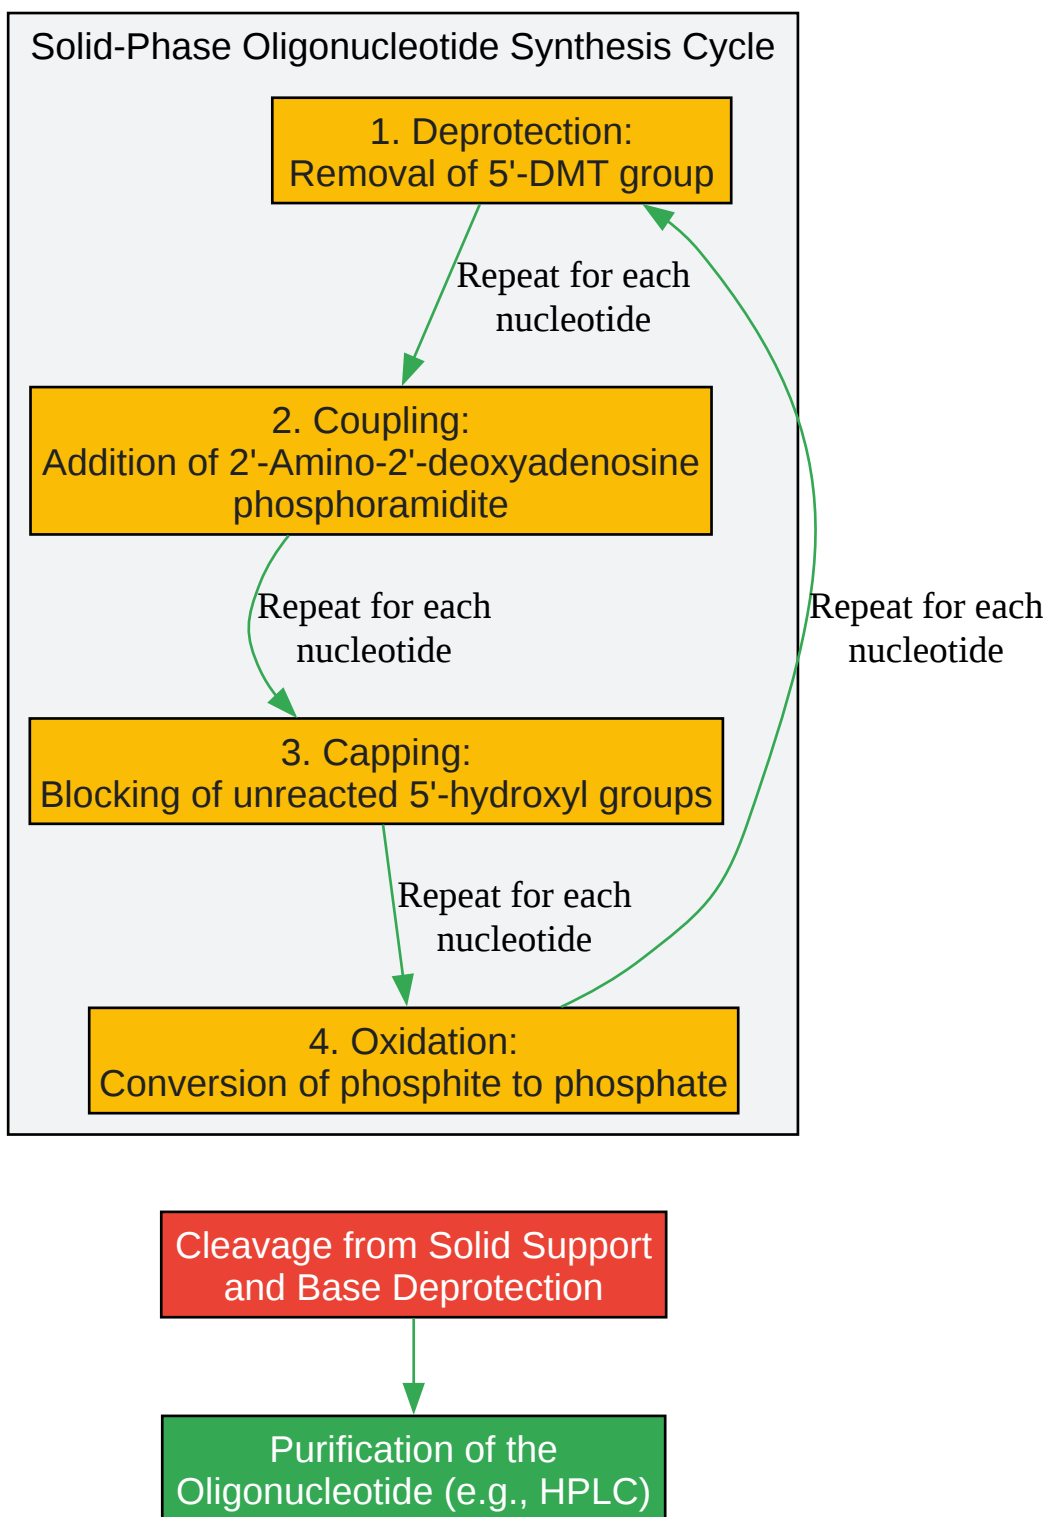 Solid-Phase Oligonucleotide Synthesis Cycle
1. Deprotection:
Removal of 5'-DMT group
Repeat for each
nucleotide
2. Coupling:
Addition of 2'-Amino-2'-deoxyadenosine
phosphoramidite
Repeat for each
nucleotide
Repeat for each
nucleotide
3. Capping:
Blocking of unreacted 5'-hydroxyl groups
Repeat for each
nucleotide
4. Oxidation:
Conversion of phosphite to phosphate
Cleavage from Solid Support
and Base Deprotection
Purification of the
Oligonucleotide (e.g., HPLC)